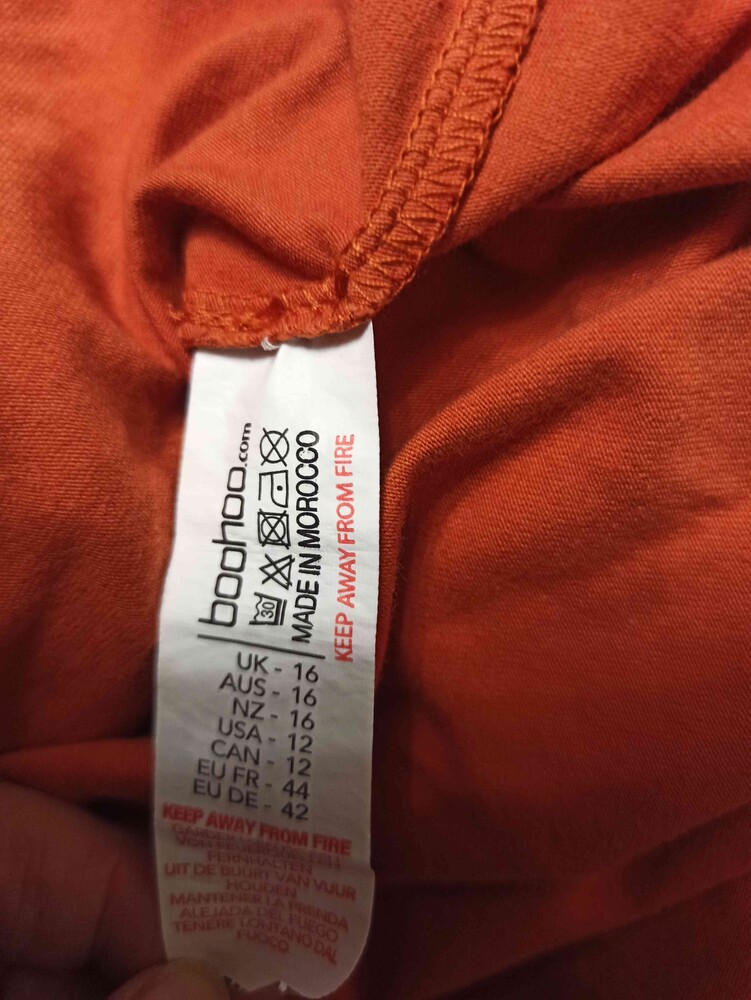 boohoo.com
30
MADE IN MOROCCO
KEEP AWAY FROM FIRE
UK - 16
AUS - 16
NZ - 16
USA - 12
CAN - 12
EU FR - 44
EU DE - 42
KEEP AWAY FROM FIRE
FERNHALTEN
UIT DE BUURT VAN VUUR
HOUDEN
MANTENER LA PRENDA
ALEJADA DEL FUEGO
TENERE LONTANO DAL
FUOCO